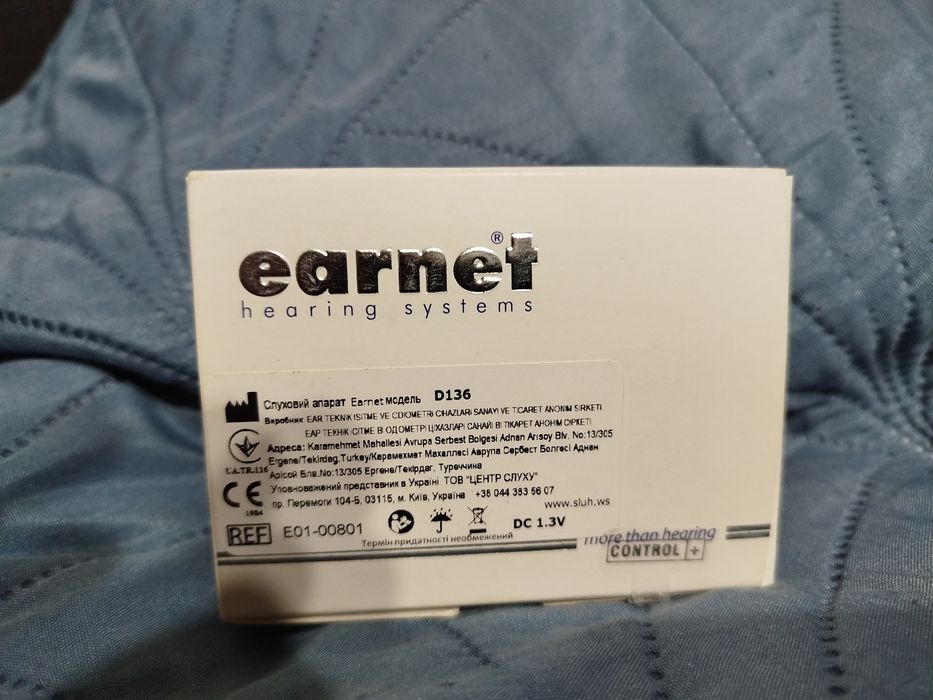 earnet®
hearing systems
Слуховий апарат Earnet модель D136
Виробник EAR TEKNIK ISITME VE ODIOMETRI CIHAZLARI SANAYI VE TICARET ANONIM SIRKETI
ЕАР ТЕКНІК ІСІТМЕ ВЕ ОДІОМЕТРІ ЦІХАЗЛАРІ САНАЙІ ВЕ ТІКАРЕТ АНОНІМ СІРКЕТІ
Адреса: Karamehmet Mahallesi Avrupa Serbest Bolgesi Adnan Arisoy Blv. No:13/305
Ergene/Tekirdag,Turkey/Карамехмет Махаллесі Аврупа Сербест Болгесі Аднан
Арісой Блв.No:13/305 Ергене/Текірдаг, Туреччина
UA.TR.116
Уповноважений представник в Україні ТОВ "ЦЕНТР СЛУХУ"
пр. Перемоги 104-Б, 03115, м. Київ, Україна +38 044 383 56 07
CE
1984
www.sluh.ws
REF E01-00801
DC 1.3V
Термін придатності необмежений
more than hearing
CONTROL +